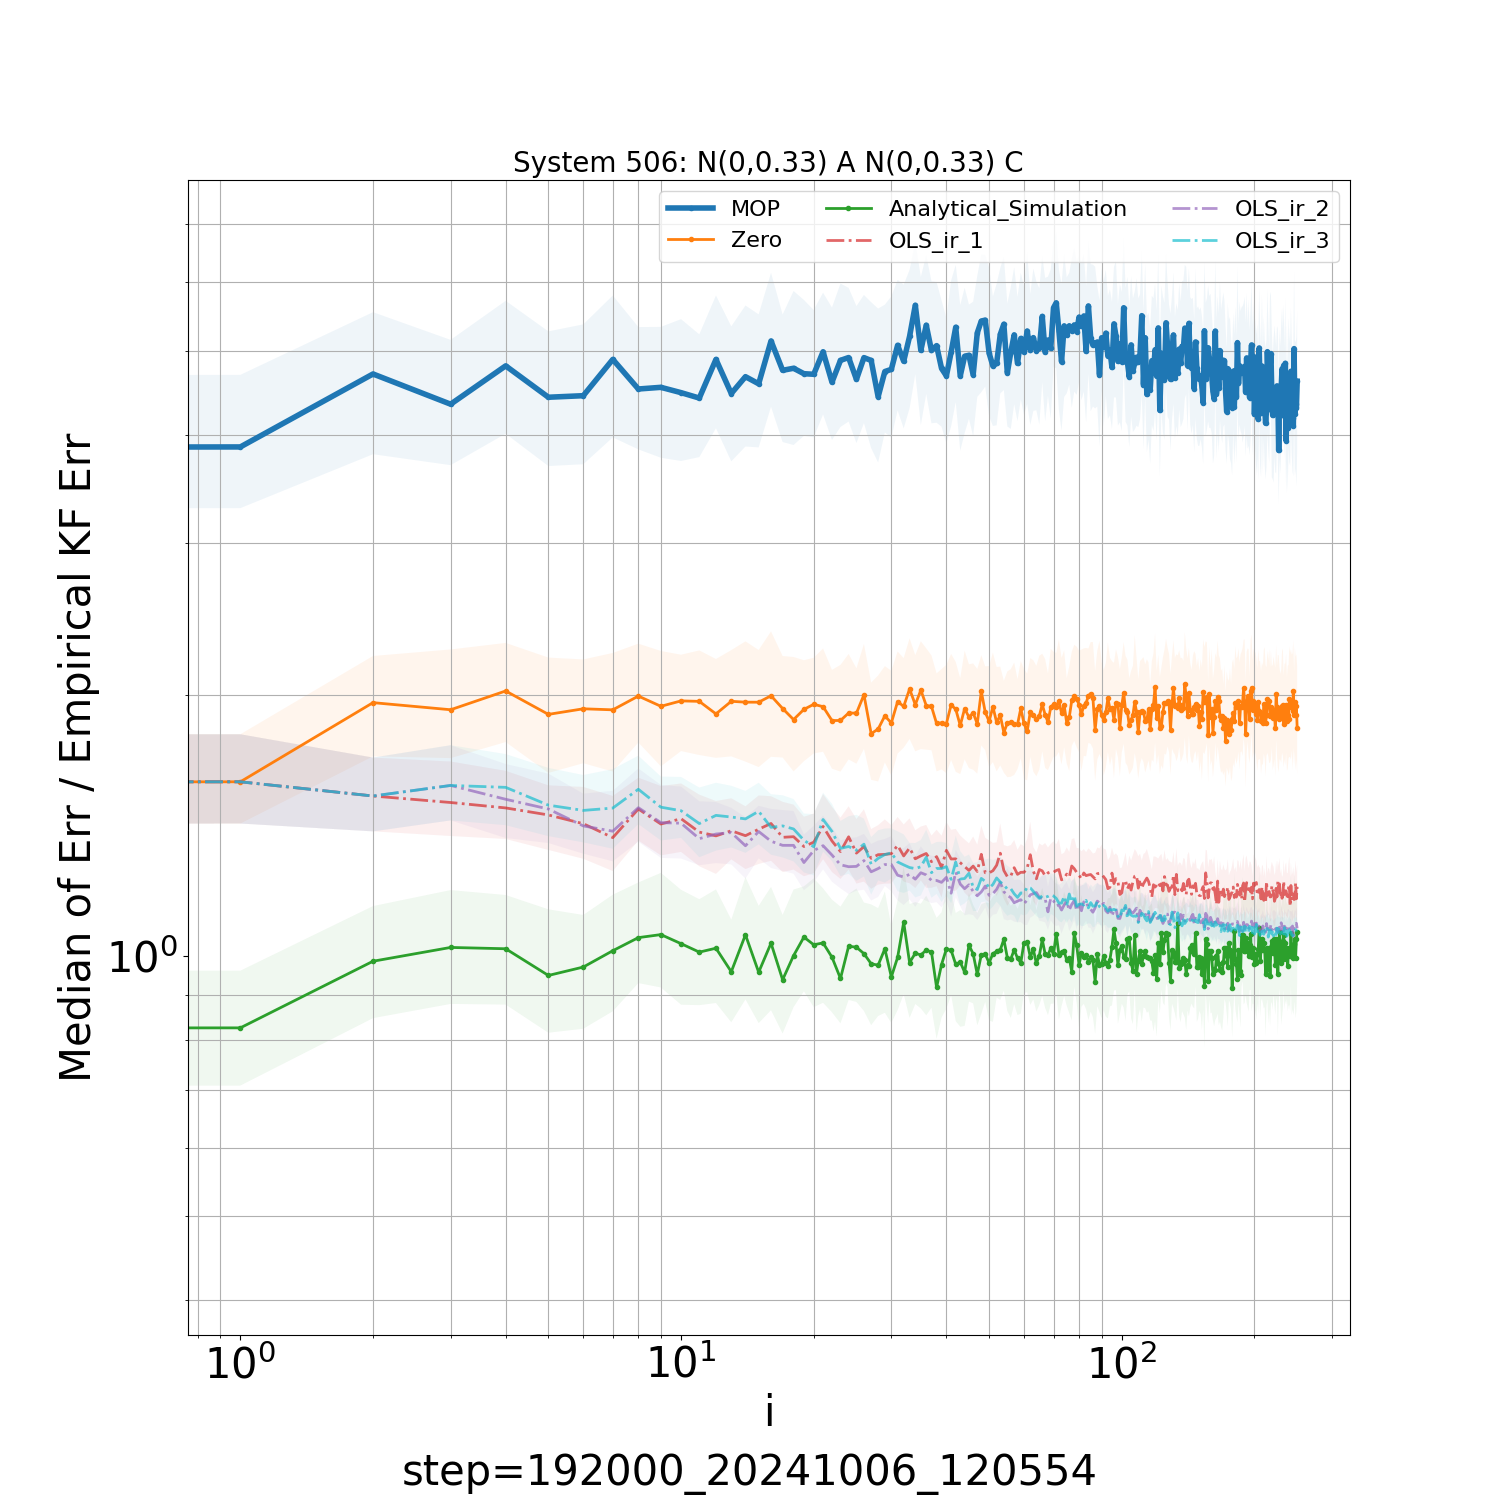 System 506: N(0,0.33) A N(0,0.33) C
MOP
Zero
Analytical_Simulation
OLS_ir_1
OLS_ir_2
OLS_ir_3
Median of Err / Empirical KF Err
10⁰
10⁰
10¹
10²
i
step=192000_20241006_120554